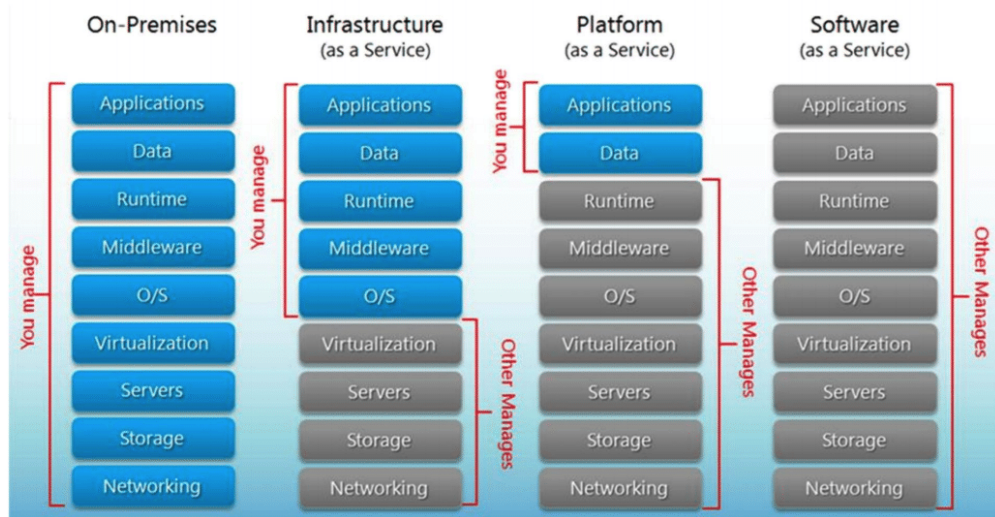 On-Premises
You manage
Applications
Data
Runtime
Middleware
O/S
Virtualization
Servers
Storage
Networking
Infrastructure
(as a Service)
You manage
Applications
Data
Runtime
Middleware
O/S
Virtualization
Servers
Storage
Networking
Other Manages
Platform
(as a Service)
You manage
Applications
Data
Runtime
Middleware
O/S
Virtualization
Servers
Storage
Networking
Other Manages
Software
(as a Service)
Applications
Data
Runtime
Middleware
O/S
Virtualization
Servers
Storage
Networking
Other Manages